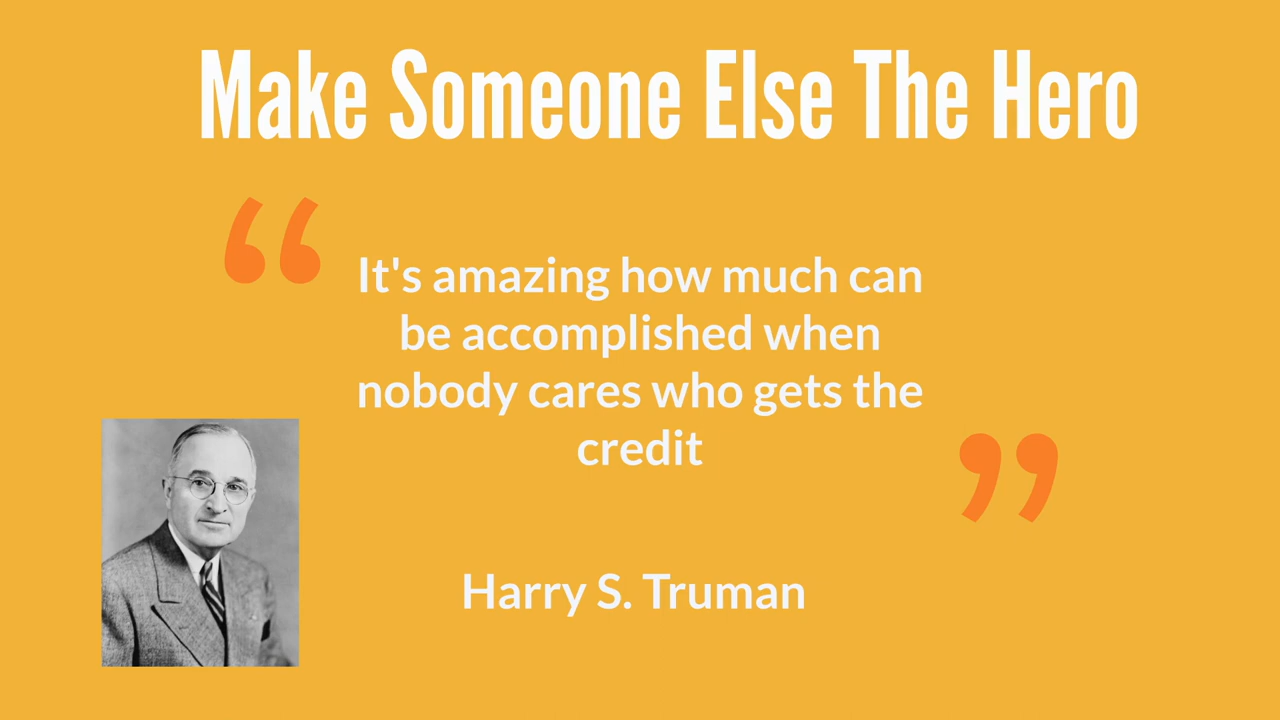 Make Someone Else The Hero
“
It's amazing how much can
be accomplished when
nobody cares who gets the
credit
”
Harry S. Truman